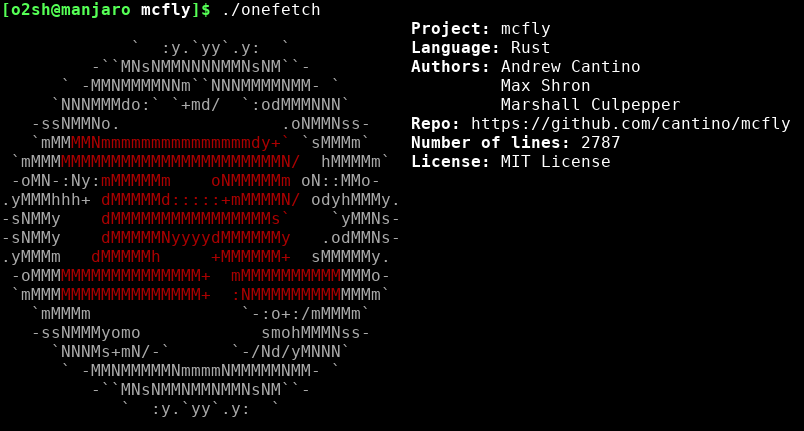 [o2sh@manjaro mcfly]$ ./onefetch
Project: mcfly
Language: Rust
Authors: Andrew Cantino
Max Shron
Marshall Culpepper
Repo: https://github.com/cantino/mcfly
Number of lines: 2787
License: MIT License